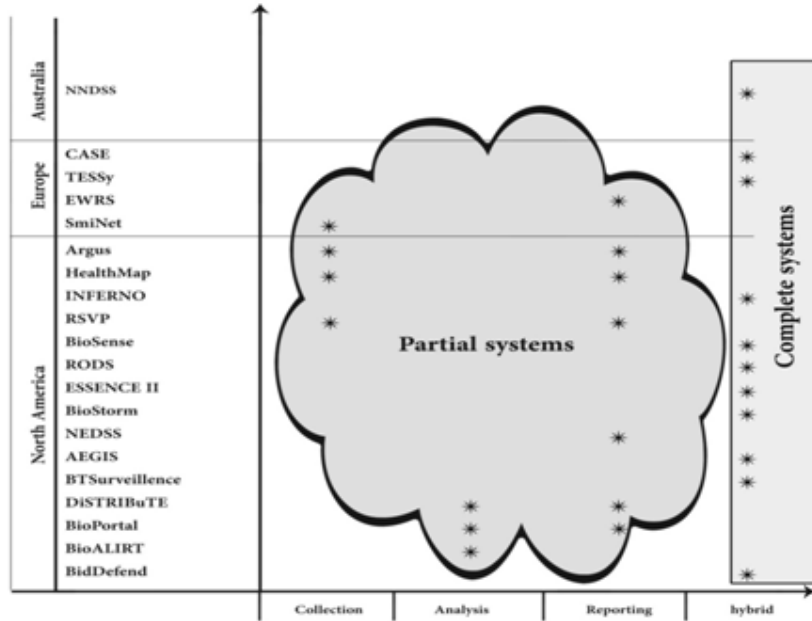 Australia
NNDSS
Europe
CASE
TESSy
EWRS
SmiNet
North America
Argus
HealthMap
INFERNO
RSVP
BioSense
RODS
ESSENCE II
BioStorm
NEDSS
AEGIS
BTSurveillence
DiSTRIBuTE
BioPortal
BioALIRT
BidDefend
Partial systems
Complete systems
Collection
Analysis
Reporting
hybrid